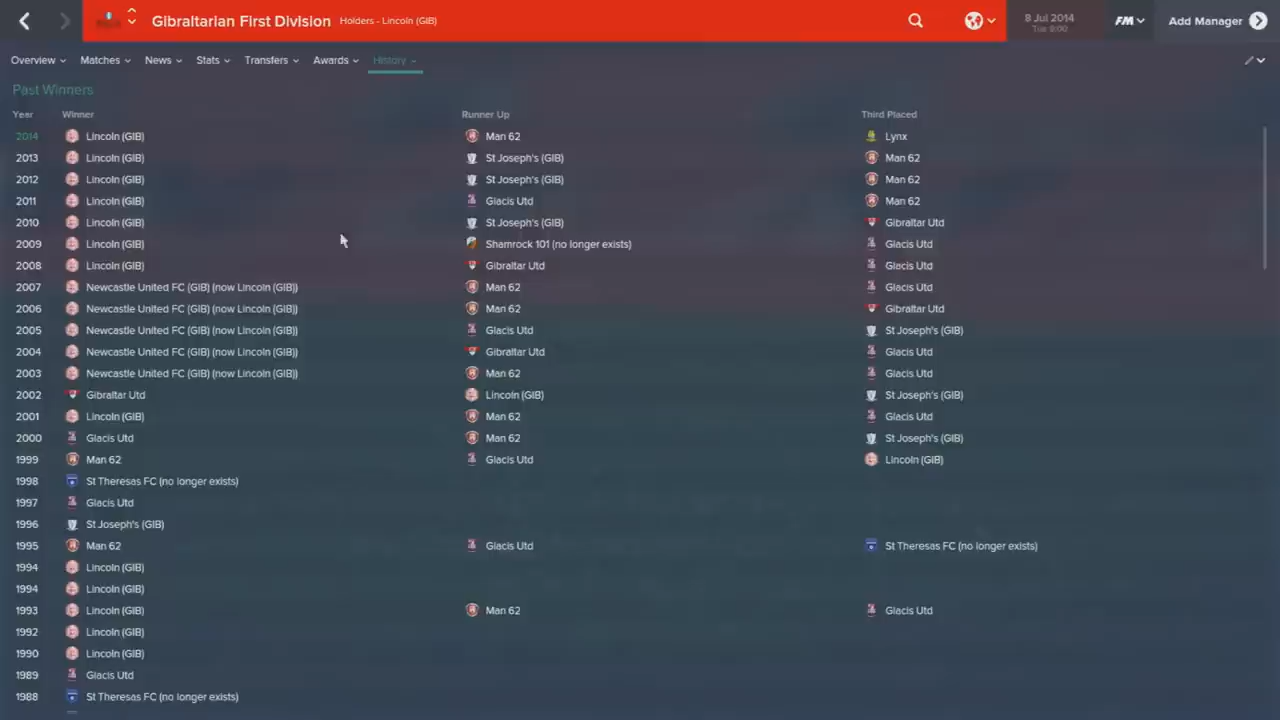 Gibraltarian First Division Holders - Lincoln (GIB) 8 Jul 2014 Tue 9:00 FM Add Manager
Overview Matches News Stats Transfers Awards History
Past Winners
Year Winner Runner Up Third Placed
2014 Lincoln (GIB) Man 62 Lynx
2013 Lincoln (GIB) St Joseph's (GIB) Man 62
2012 Lincoln (GIB) St Joseph's (GIB) Man 62
2011 Lincoln (GIB) Glacis Utd Man 62
2010 Lincoln (GIB) St Joseph's (GIB) Gibraltar Utd
2009 Lincoln (GIB) Shamrock 101 (no longer exists) Glacis Utd
2008 Lincoln (GIB) Gibraltar Utd Glacis Utd
2007 Newcastle United FC (GIB) (now Lincoln (GIB)) Man 62 Glacis Utd
2006 Newcastle United FC (GIB) (now Lincoln (GIB)) Man 62 Gibraltar Utd
2005 Newcastle United FC (GIB) (now Lincoln (GIB)) Glacis Utd St Joseph's (GIB)
2004 Newcastle United FC (GIB) (now Lincoln (GIB)) Gibraltar Utd Glacis Utd
2003 Newcastle United FC (GIB) (now Lincoln (GIB)) Man 62 Glacis Utd
2002 Gibraltar Utd Lincoln (GIB) St Joseph's (GIB)
2001 Lincoln (GIB) Man 62 Glacis Utd
2000 Glacis Utd Man 62 St Joseph's (GIB)
1999 Man 62 Glacis Utd Lincoln (GIB)
1998 St Theresas FC (no longer exists)
1997 Glacis Utd
1996 St Joseph's (GIB)
1995 Man 62 Glacis Utd St Theresas FC (no longer exists)
1994 Lincoln (GIB)
1994 Lincoln (GIB)
1993 Lincoln (GIB) Man 62 Glacis Utd
1992 Lincoln (GIB)
1990 Lincoln (GIB)
1989 Glacis Utd
1988 St Theresas FC (no longer exists)